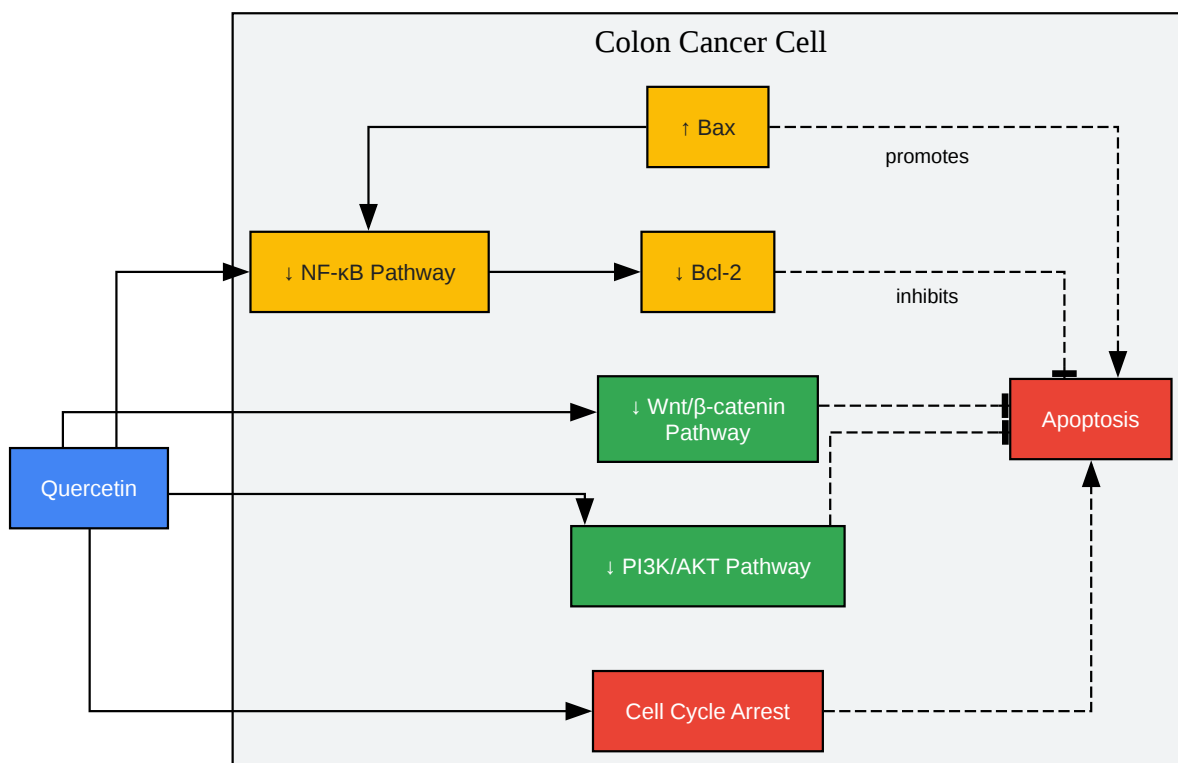 Colon Cancer Cell
↑ Bax
promotes
↓ NF-κB Pathway
↓ Bcl-2
inhibits
↓ Wnt/β-catenin
Pathway
Apoptosis
Quercetin
↓ PI3K/AKT Pathway
Cell Cycle Arrest